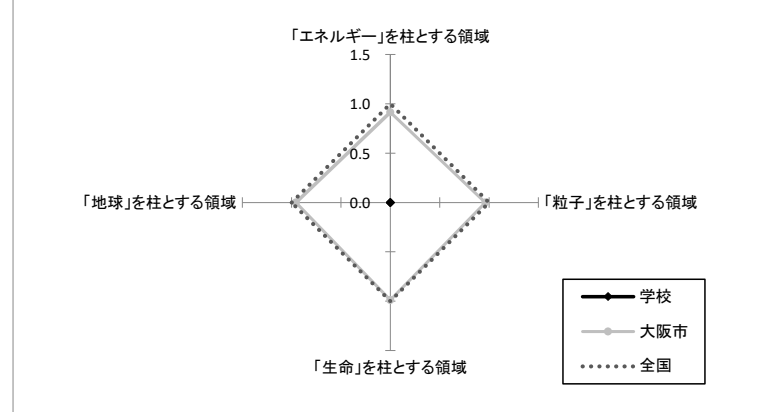 「エネルギー」を柱とする領域
1.5
1.0
0.5
0.0
「地球」を柱とする領域
「粒子」を柱とする領域
「生命」を柱とする領域
学校
大阪市
全国